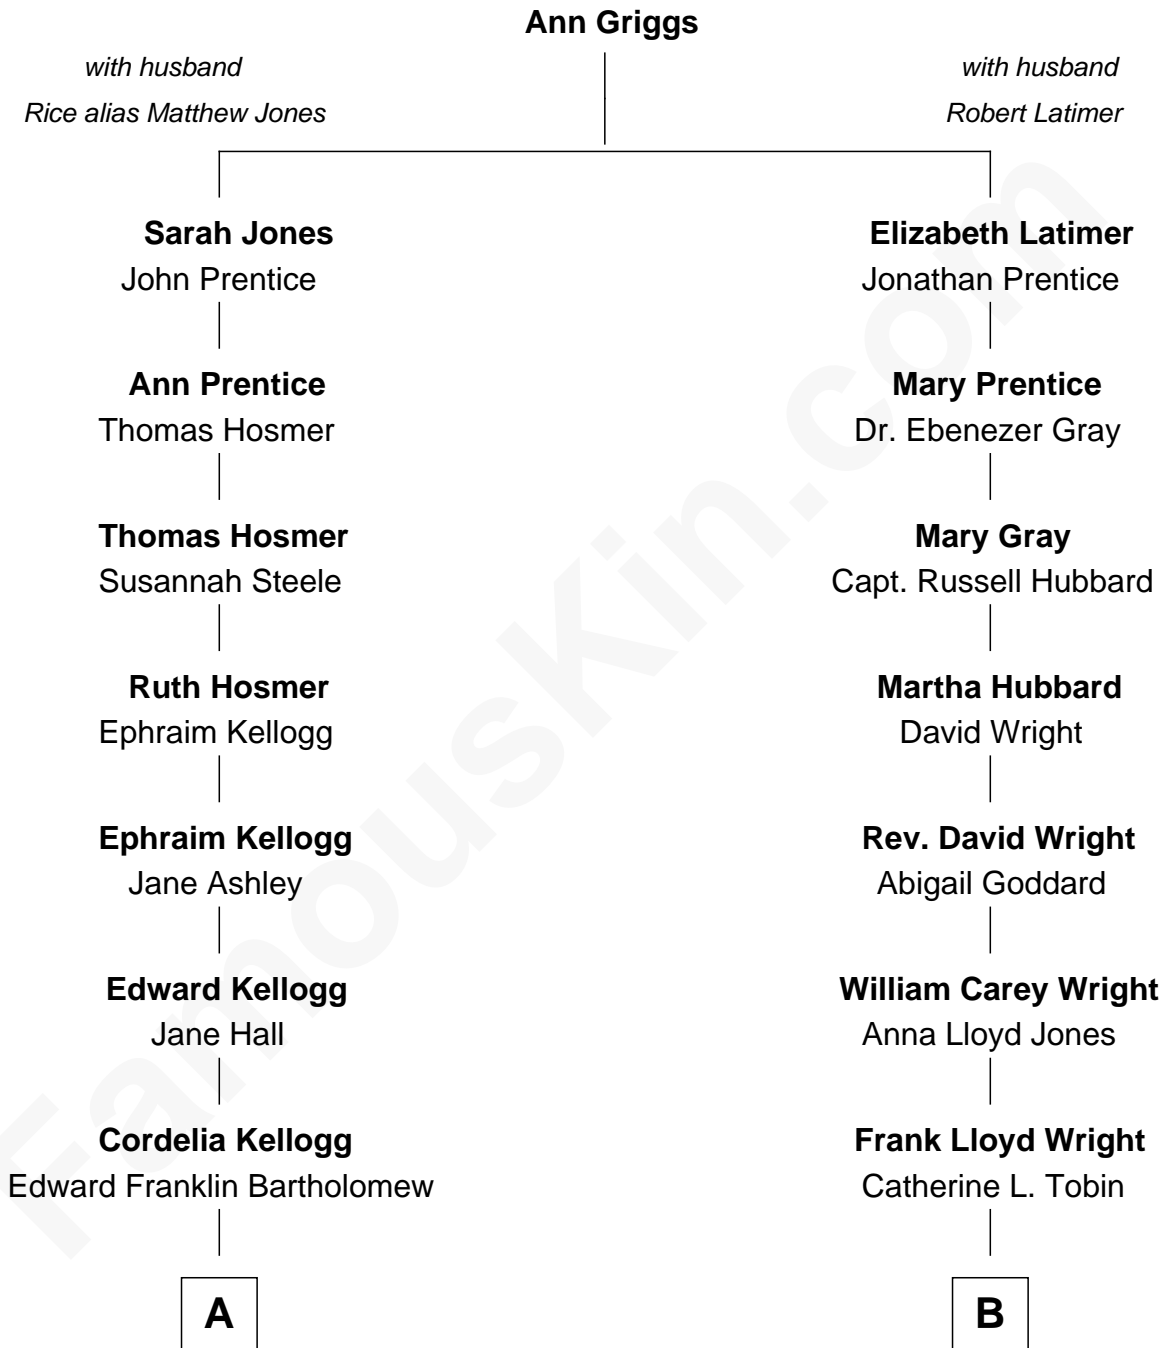 Ann Griggs
with husband
Rice alias Matthew Jones
with husband
Robert Latimer
Sarah Jones
John Prentice
Elizabeth Latimer
Jonathan Prentice
Ann Prentice
Thomas Hosmer
Mary Prentice
Dr. Ebenezer Gray
Thomas Hosmer
Susannah Steele
Mary Gray
Capt. Russell Hubbard
Ruth Hosmer
Ephraim Kellogg
Martha Hubbard
David Wright
Ephraim Kellogg
Jane Ashley
Rev. David Wright
Abigail Goddard
Edward Kellogg
Jane Hall
William Carey Wright
Anna Lloyd Jones
Cordelia Kellogg
Edward Franklin Bartholomew
Frank Lloyd Wright
Catherine L. Tobin
A
B
FamousKin.com